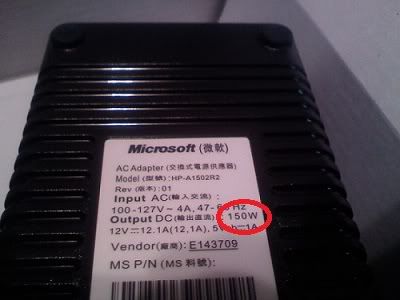 Microsoft (微軟)
AC Adapter (交換式電源供應器)
Model (型號): HP-A1502R2
Rev (版本): 01
Input AC(輸入交流) :
100-127V~ 4A, 47-63 Hz
Output DC(輸出直流): 150W
12V⎓12.1A(12,1A), 5V ⎓1A
Vendor(廠商): E143709
MS P/N (MS 料號):